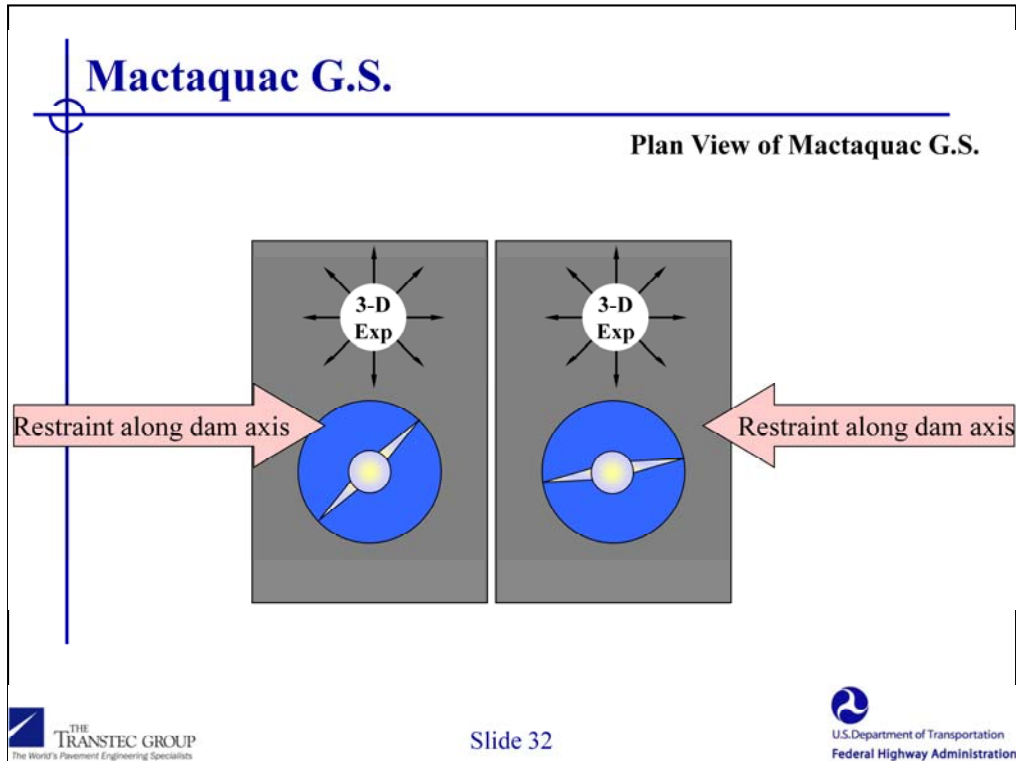 Mactaquac G.S.
Plan View of Mactaquac G.S.
3-D
Exp
3-D
Exp
Restraint along dam axis
Restraint along dam axis
THE
TRANSTEC GROUP
The World's Pavement Engineering Specialists
Slide 32
U.S.Department of Transportation
Federal Highway Administration